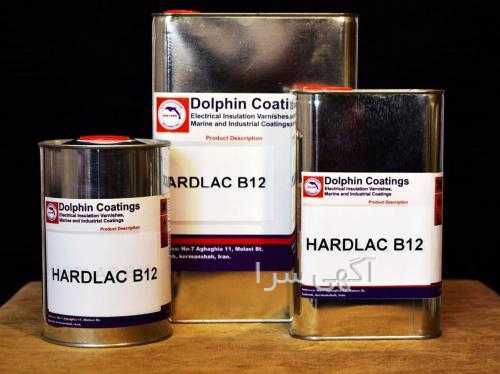 Dolphin Coatings
Electrical Insulation Varnishes,
Marine and Industrial Coatings
Product Description
HARDLAC B12
No-7 Aghaghia 11, Molavi St.
kermanshah, Iran.
Dolphin Coatings
Electrical Insulation Varnishes,
Marine and Industrial Coatings
Product Description
HARDLAC B12
Dolphin Coatings
Electrical Insulation Varnishes,
Marine and Industrial Coatings
Product Description
HARDLAC B12
آگهی سرا